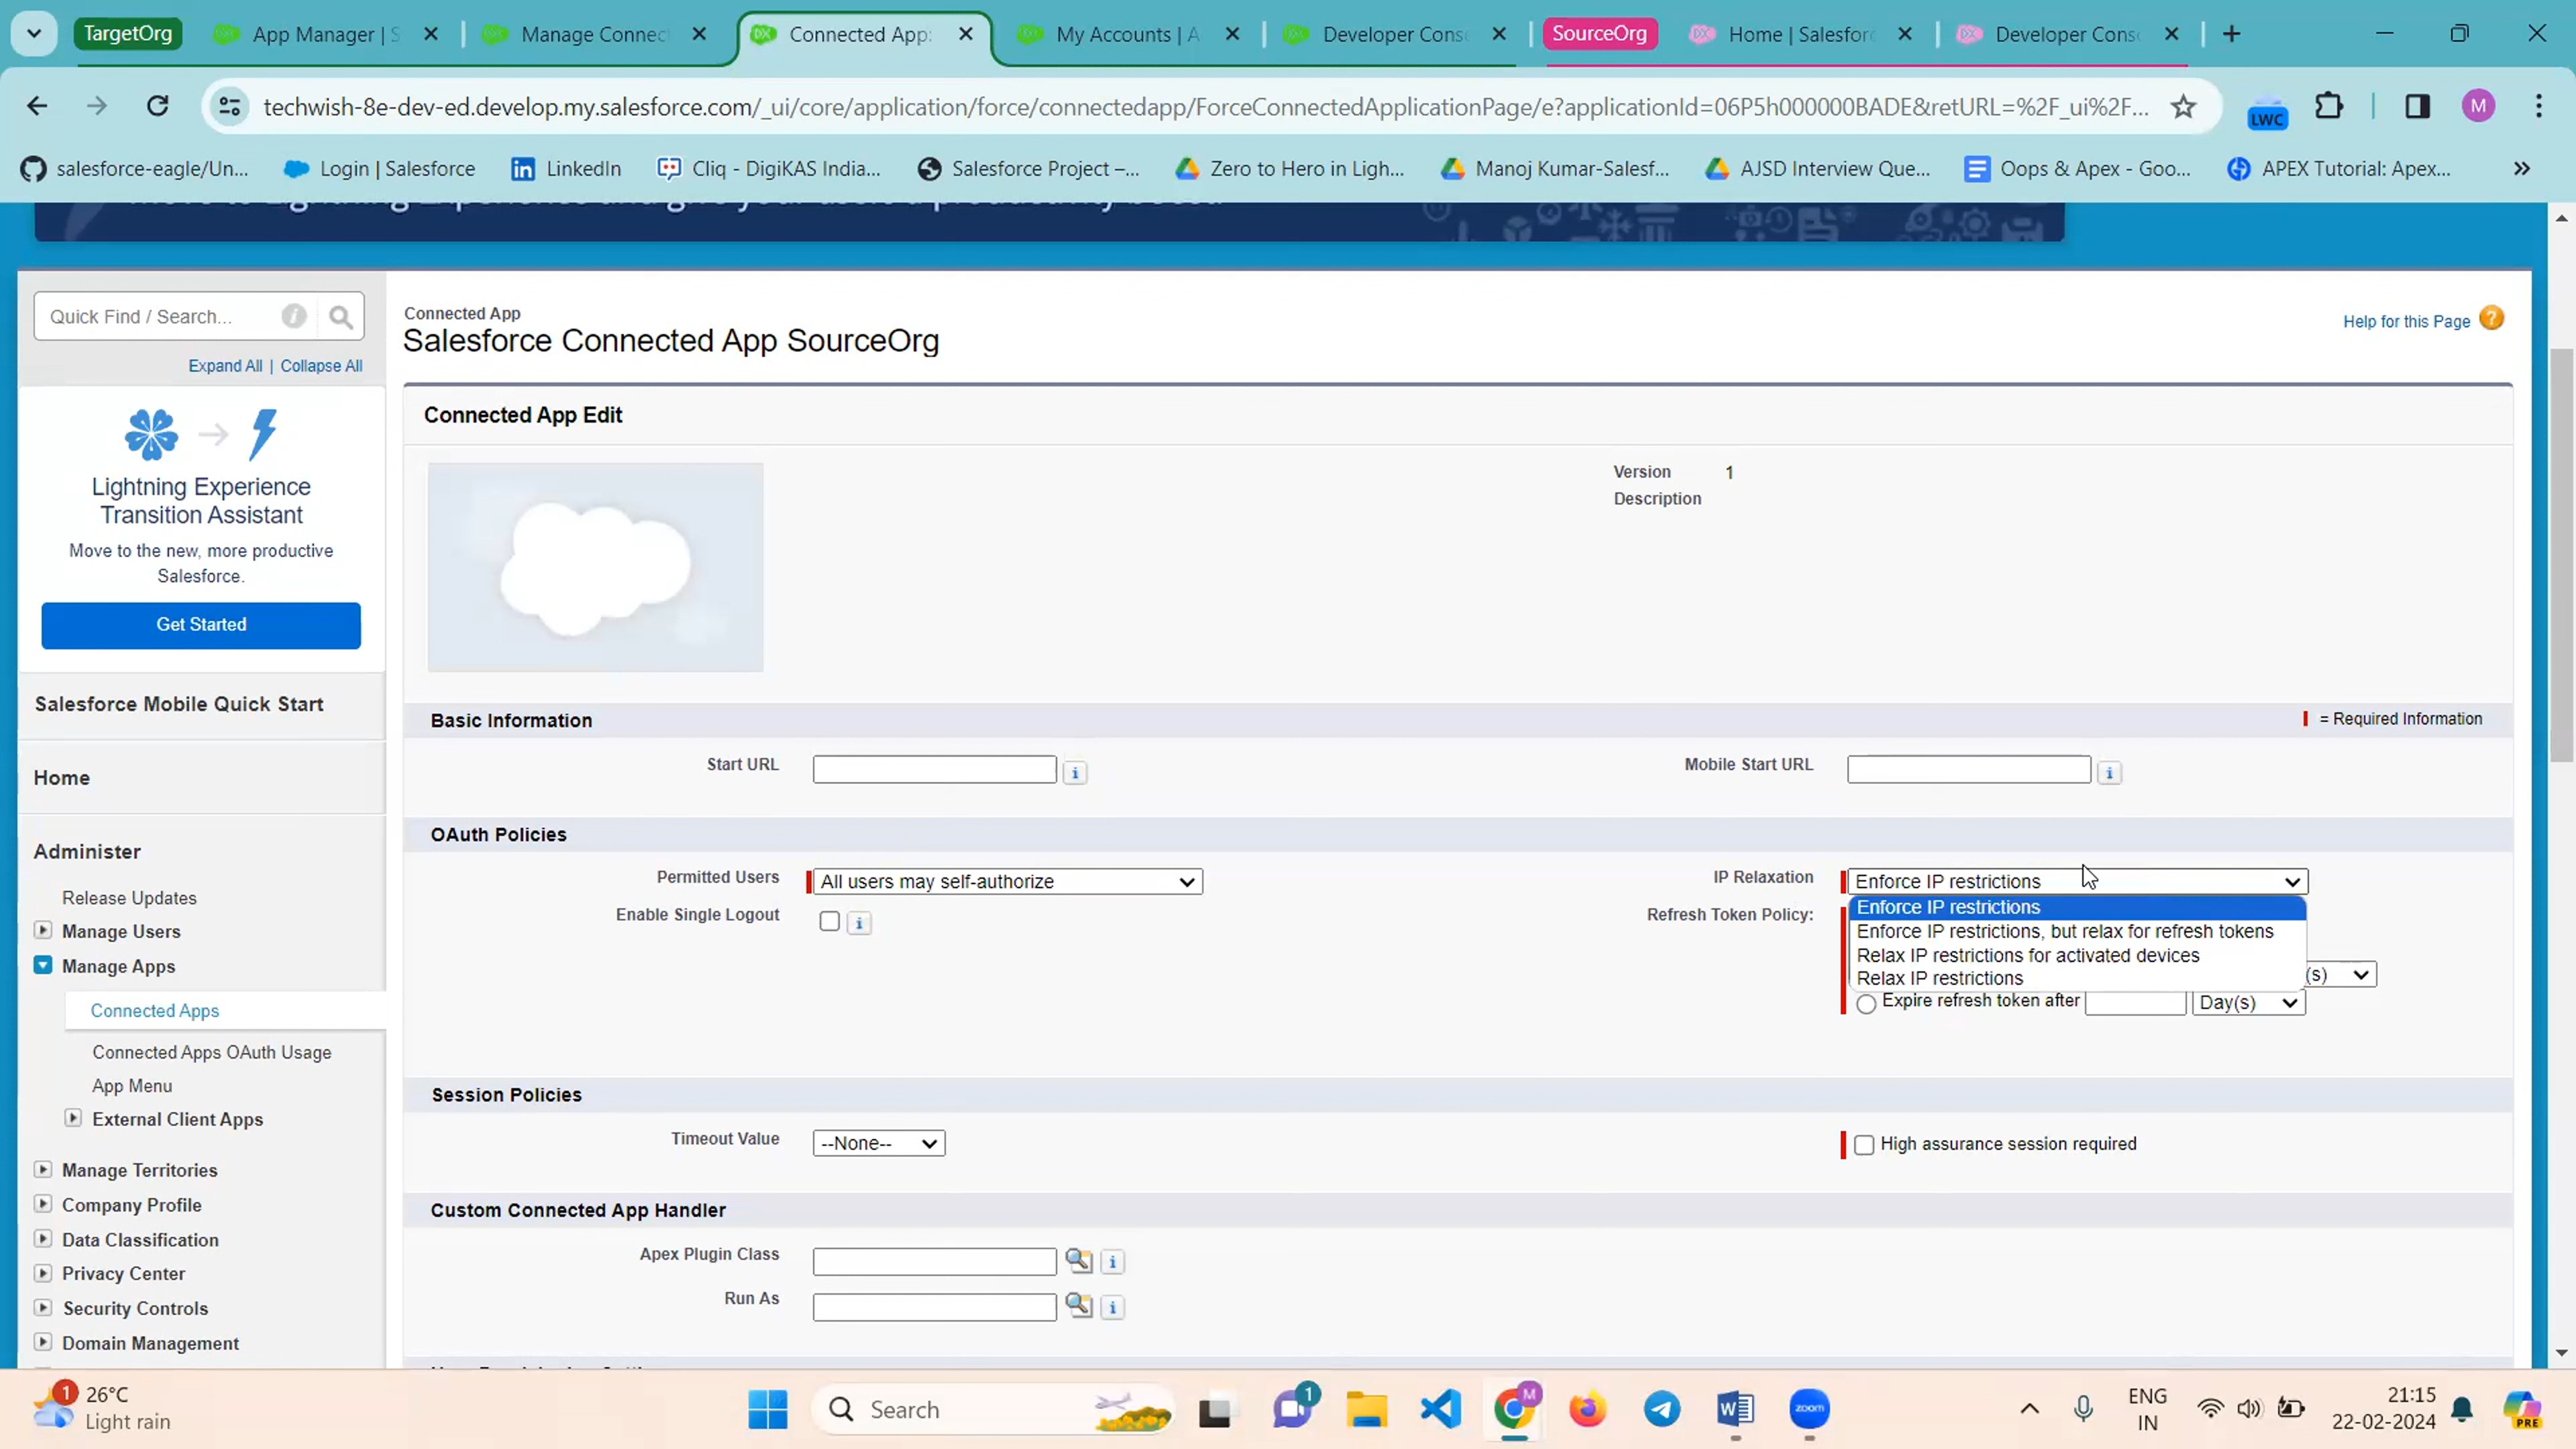 TargetOrg
App Manager | S
Manage Connec
Connected App:
My Accounts | A
Developer Cons
SourceOrg
Home | Salesforc
Developer Cons
techwish-8e-dev-ed.develop.my.salesforce.com/_ui/core/application/force/connectedapp/ForceConnectedApplicationPage/e?applicationId=06P5h000000BADE&retURL=%2F_ui%2F...
LWC
M
salesforce-eagle/Un...
Login | Salesforce
LinkedIn
Cliq - DigiKAS India...
Salesforce Project –...
Zero to Hero in Ligh...
Manoj Kumar-Salesf...
AJSD Interview Que...
Oops & Apex - Goo...
APEX Tutorial: Apex...
»
Quick Find / Search...
Expand All | Collapse All
Lightning Experience
Transition Assistant
Move to the new, more productive
Salesforce.
Get Started
Salesforce Mobile Quick Start
Home
Administer
Release Updates
Manage Users
Manage Apps
Connected Apps
Connected Apps OAuth Usage
App Menu
External Client Apps
Manage Territories
Company Profile
Data Classification
Privacy Center
Security Controls
Domain Management
Connected App
Salesforce Connected App SourceOrg
Help for this Page
Connected App Edit
Version 1
Description
Basic Information
= Required Information
Start URL
Mobile Start URL
OAuth Policies
Permitted Users All users may self-authorize
IP Relaxation Enforce IP restrictions
Enable Single Logout
Refresh Token Policy:
Enforce IP restrictions
Enforce IP restrictions, but relax for refresh tokens
Relax IP restrictions for activated devices
Relax IP restrictions
(s)
Expire refresh token after Day(s)
Session Policies
Timeout Value --None--
High assurance session required
Custom Connected App Handler
Apex Plugin Class
Run As
1
26°C
Light rain
Search
1
M
zoom
ENG
IN
21:15
22-02-2024
PRE